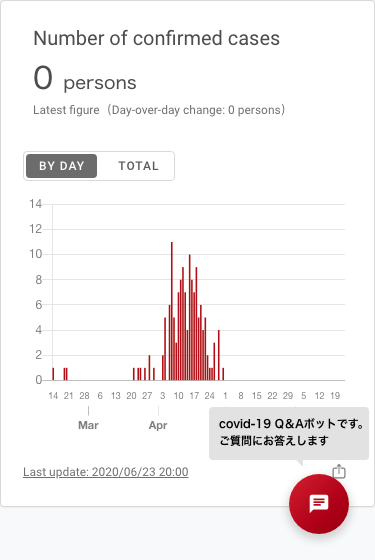 Number of confirmed cases
0 persons
Latest figure（Day-over-day change: 0 persons）
BY DAY TOTAL
14
12
10
8
6
4
2
0
14 21 28 6 13 20 27 3 10 17 24 1 8 15 22 29 5 12 19
Mar Apr
covid-19 Q&Aボットです。
ご質問にお答えします
Last update: 2020/06/23 20:00